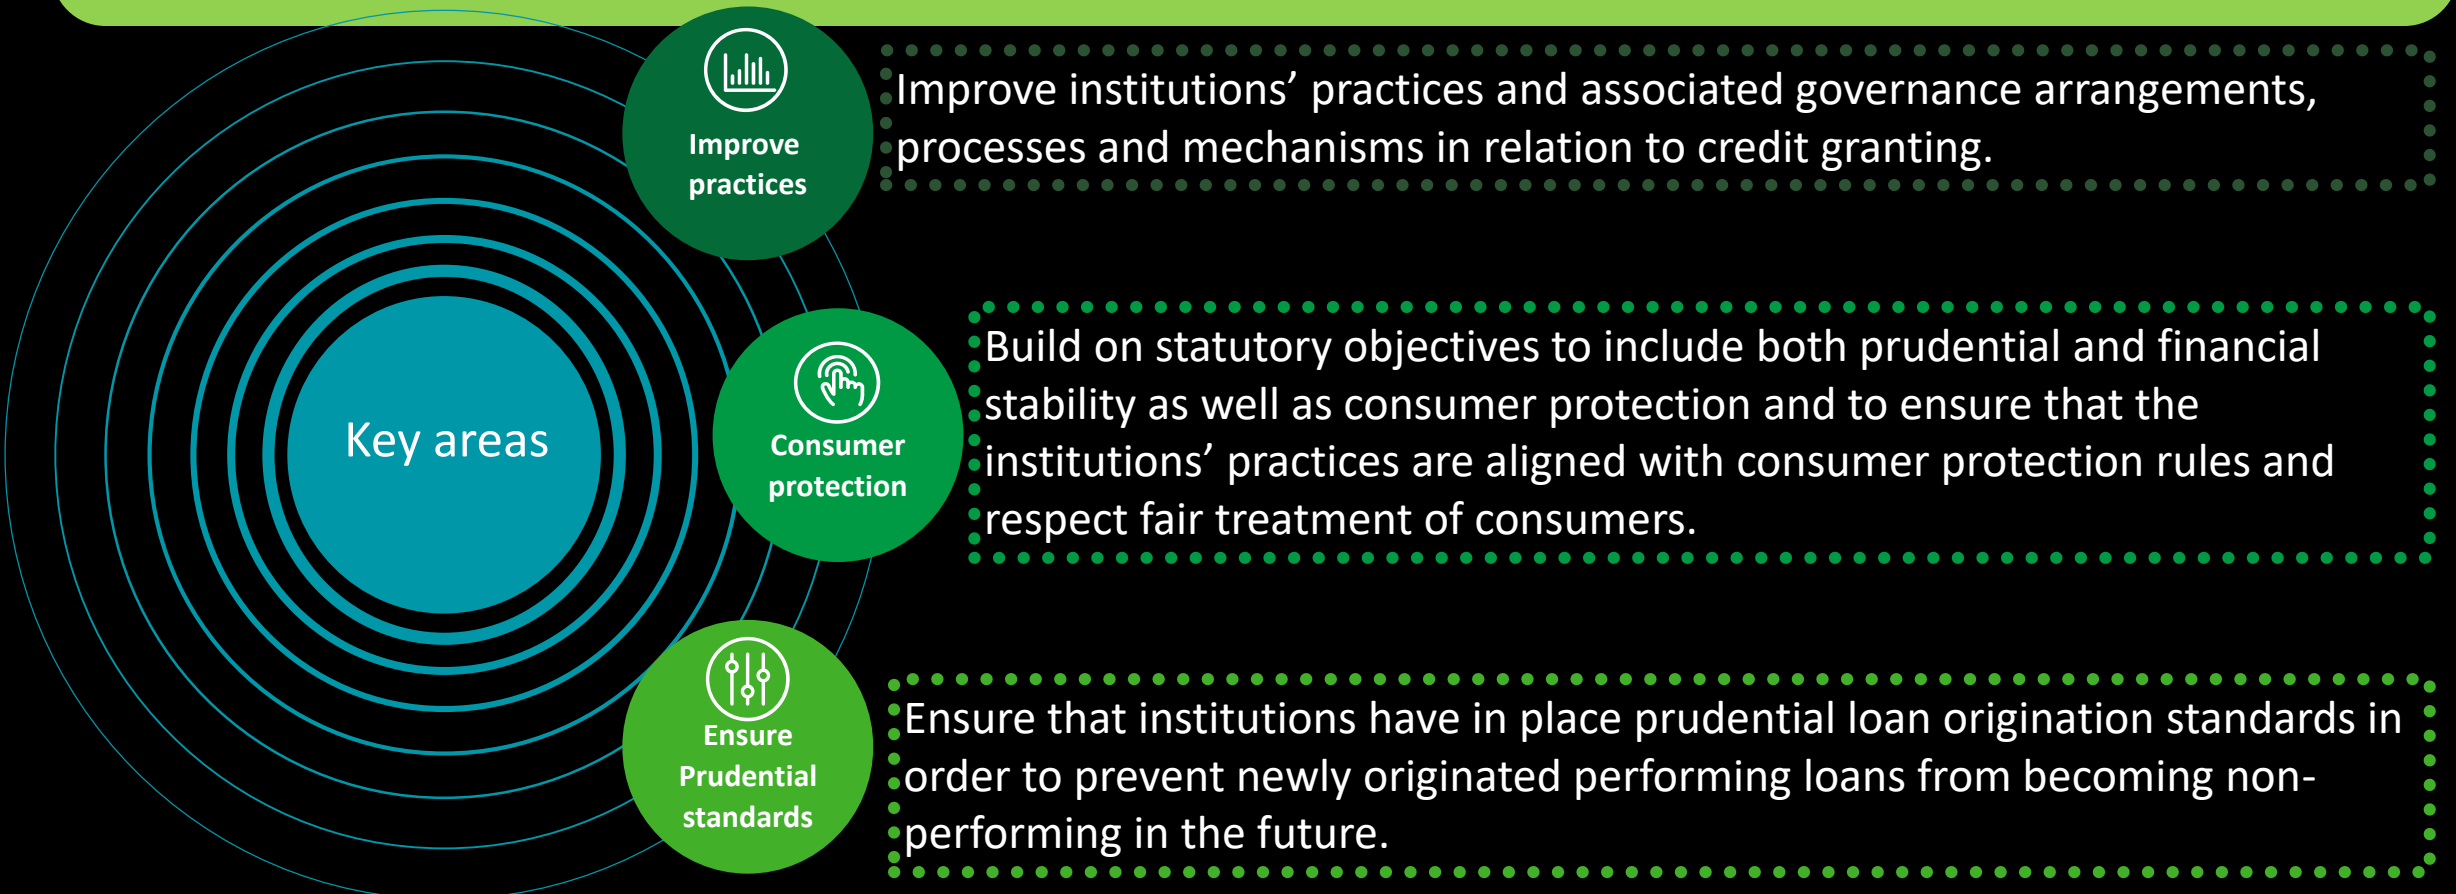 Improve
practices
Improve institutions’ practices and associated governance arrangements,
processes and mechanisms in relation to credit granting.
Key areas
Consumer
protection
Build on statutory objectives to include both prudential and financial
stability as well as consumer protection and to ensure that the
institutions’ practices are aligned with consumer protection rules and
respect fair treatment of consumers.
Ensure
Prudential
standards
Ensure that institutions have in place prudential loan origination standards in
order to prevent newly originated performing loans from becoming non-
performing in the future.